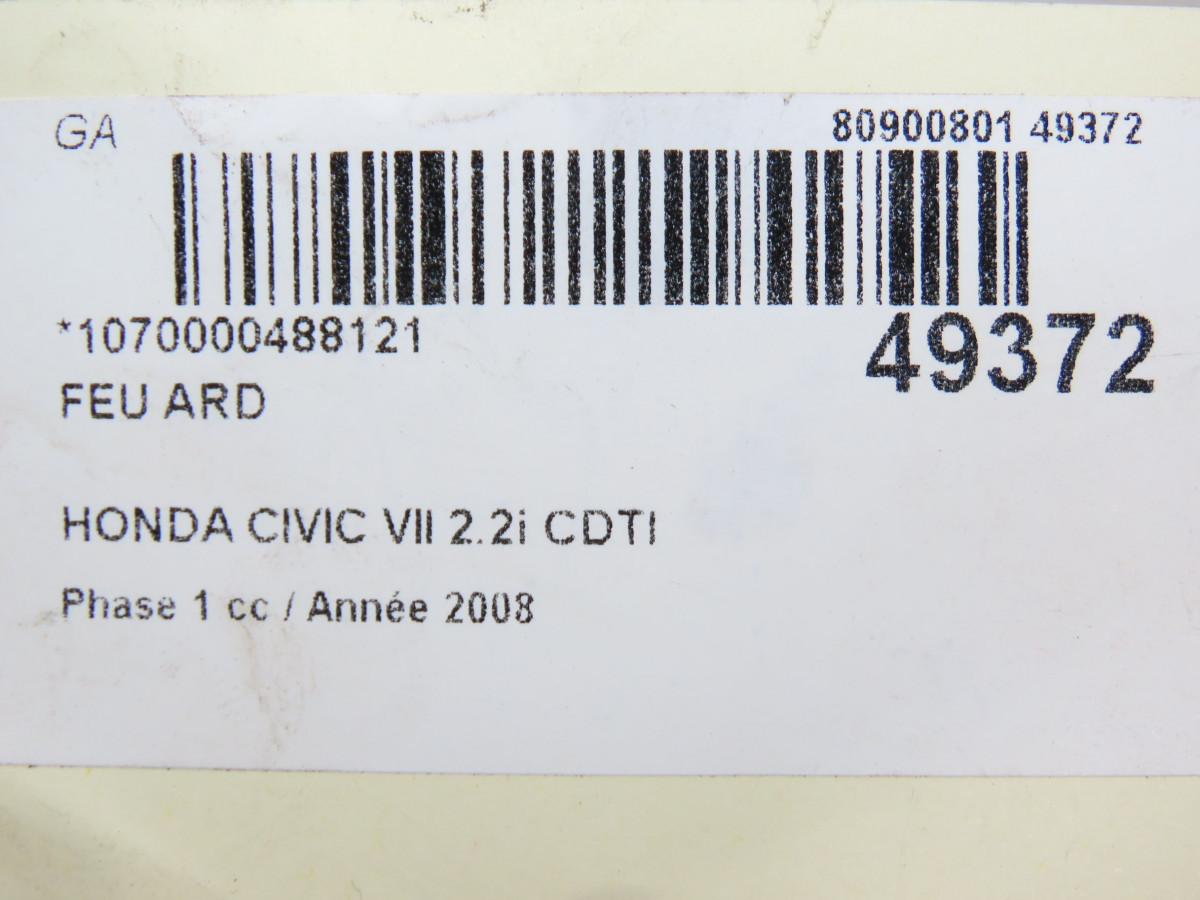 GA
80900801 49372
*1070000488121
49372
FEU ARD
HONDA CIVIC VII 2.2i CDTI
Phase 1 cc / Année 2008